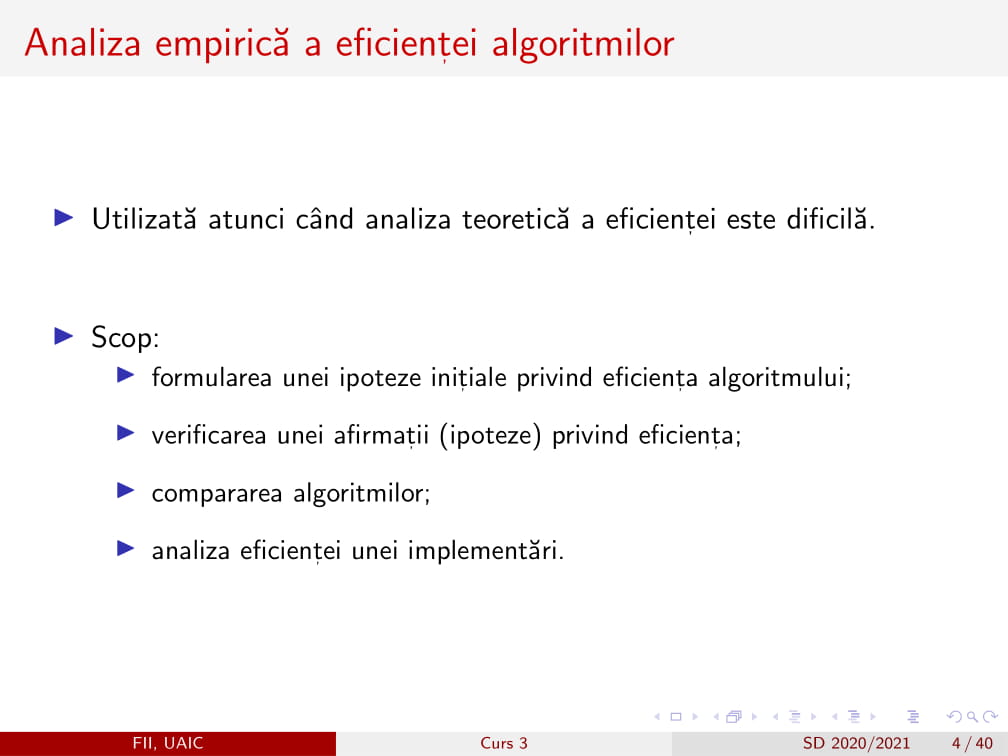 Analiza empirică a eficienței algoritmilor
Utilizată atunci când analiza teoretică a eficienței este dificilă.
Scop:
formularea unei ipoteze inițiale privind eficiența algoritmului;
verificarea unei afirmații (ipoteze) privind eficiența;
compararea algoritmilor;
analiza eficienței unei implementări.
FII, UAIC Curs 3 SD 2020/2021 4 / 40